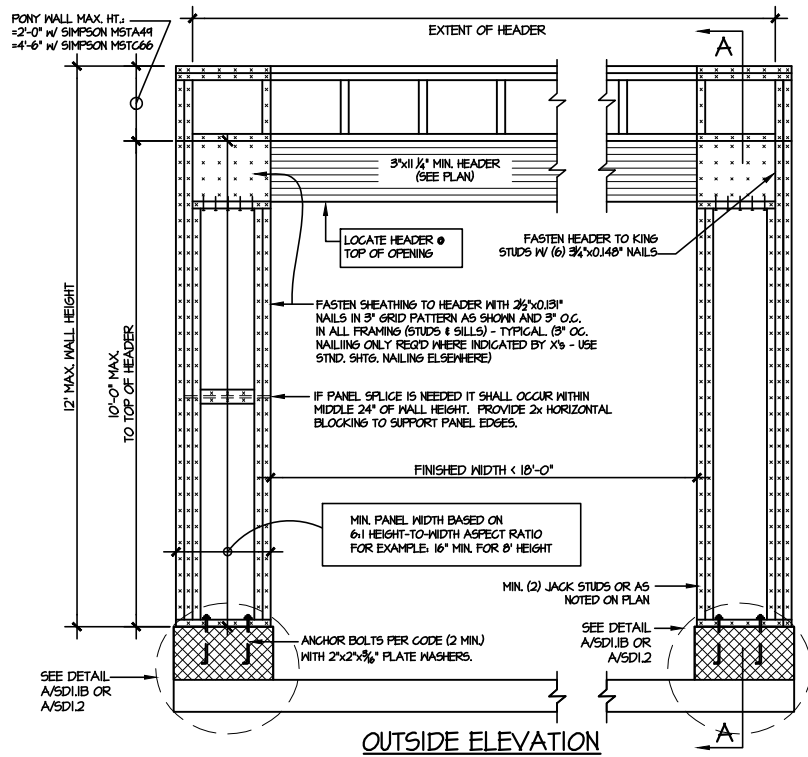 PONY WALL MAX. HT.:
=2'-0" W/ SIMPSON MSTA49
=4'-6" W/ SIMPSON MSTC66
EXTENT OF HEADER
A
3"x11 1/4" MIN. HEADER
(SEE PLAN)
LOCATE HEADER @
TOP OF OPENING
FASTEN HEADER TO KING
STUDS W/ (6) 3 1/4"x0.148" NAILS
FASTEN SHEATHING TO HEADER WITH 2 1/2"x0.131"
NAILS IN 3" GRID PATTERN AS SHOWN AND 3" O.C.
IN ALL FRAMING (STUDS & SILLS) - TYPICAL. (3" OC.
NAILIING ONLY REQ'D WHERE INDICATED BY X's - USE
STND. SHTG. NAILING ELSEWHERE)
12' MAX. WALL HEIGHT
10'-0" MAX.
TO TOP OF HEADER
IF PANEL SPLICE IS NEEDED IT SHALL OCCUR WITHIN
MIDDLE 24" OF WALL HEIGHT. PROVIDE 2x HORIZONTAL
BLOCKING TO SUPPORT PANEL EDGES.
FINISHED WIDTH < 18'-0"
MIN. PANEL WIDTH BASED ON
6:1 HEIGHT-TO-WIDTH ASPECT RATIO
FOR EXAMPLE: 16" MIN. FOR 8' HEIGHT
MIN. (2) JACK STUDS OR AS
NOTED ON PLAN
ANCHOR BOLTS PER CODE (2 MIN.)
WITH 2"x2"x3/16" PLATE WASHERS.
SEE DETAIL
A/SD1.1B OR
A/SD1.2
SEE DETAIL
A/SD1.1B OR
A/SD1.2
A
OUTSIDE ELEVATION